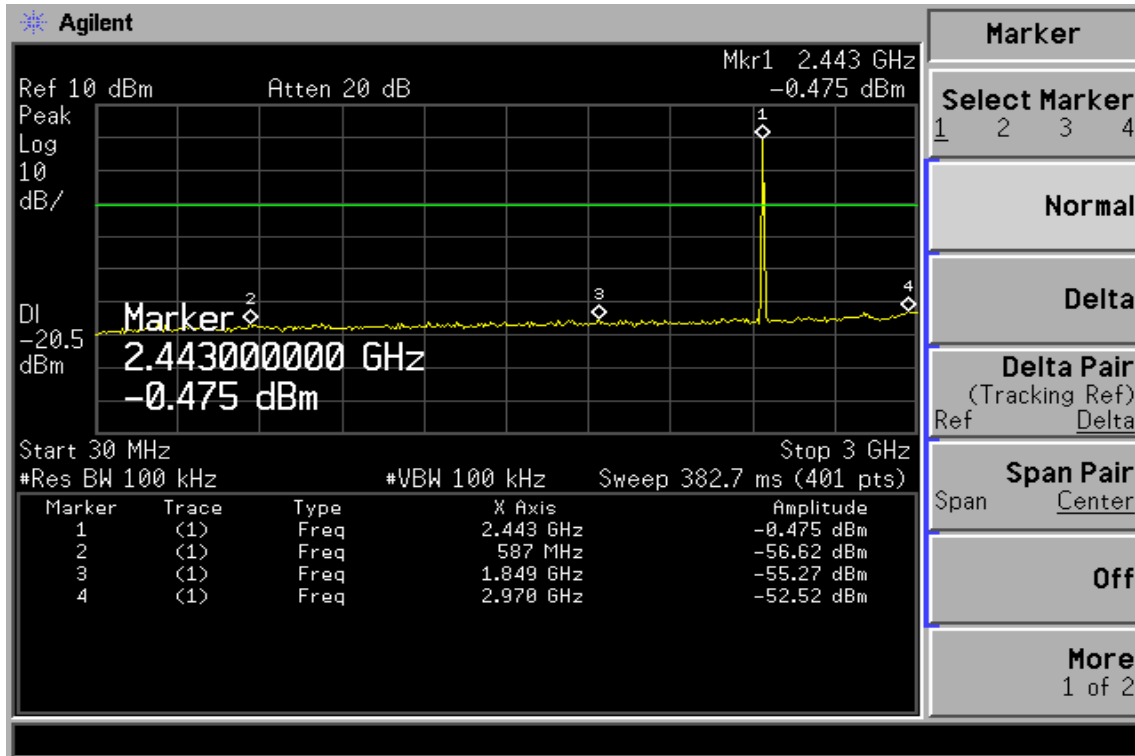 Agilent
Mkr1 2.443 GHz
Ref 10 dBm Atten 20 dB -0.475 dBm
Peak
Log
10
dB/
1
2
3
4
DI
-20.5
dBm
Marker
2.443000000 GHz
-0.475 dBm
Start 30 MHz Stop 3 GHz
#Res BW 100 kHz #VBW 100 kHz Sweep 382.7 ms (401 pts)
Marker Trace Type X Axis Amplitude
1 (1) Freq 2.443 GHz -0.475 dBm
2 (1) Freq 587 MHz -56.62 dBm
3 (1) Freq 1.849 GHz -55.27 dBm
4 (1) Freq 2.970 GHz -52.52 dBm
Marker
Select Marker
1 2 3 4
Normal
Delta
Delta Pair
(Tracking Ref)
Ref Delta
Span Pair
Span Center
Off
More
1 of 2